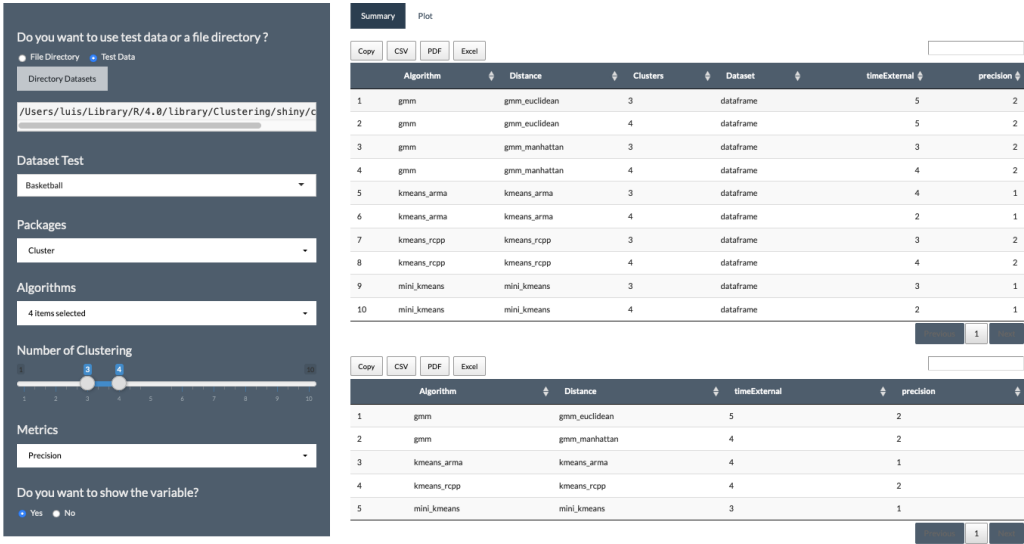 Do you want to use test data or a file directory ?
File Directory Test Data
Directory Datasets
/Users/luis/Library/R/4.0/library/Clustering/shiny/c
Dataset Test
Basketball
Packages
Cluster
Algorithms
4 items selected
Number of Clustering
1 3 4 10
1 2 3 4 5 6 7 8 9 10
Metrics
Precision
Do you want to show the variable?
Yes No
Summary Plot
Copy CSV PDF Excel
Algorithm Distance Clusters Dataset timeExternal precision
1 gmm gmm_euclidean 3 dataframe 5 2
2 gmm gmm_euclidean 4 dataframe 5 2
3 gmm gmm_manhattan 3 dataframe 3 2
4 gmm gmm_manhattan 4 dataframe 4 2
5 kmeans_arma kmeans_arma 3 dataframe 4 1
6 kmeans_arma kmeans_arma 4 dataframe 2 1
7 kmeans_rcpp kmeans_rcpp 3 dataframe 3 2
8 kmeans_rcpp kmeans_rcpp 4 dataframe 4 2
9 mini_kmeans mini_kmeans 3 dataframe 3 1
10 mini_kmeans mini_kmeans 4 dataframe 2 1
Previous 1 Next
Copy CSV PDF Excel
Algorithm Distance timeExternal precision
1 gmm gmm_euclidean 5 2
2 gmm gmm_manhattan 4 2
3 kmeans_arma kmeans_arma 4 1
4 kmeans_rcpp kmeans_rcpp 4 2
5 mini_kmeans mini_kmeans 3 1
Previous 1 Next